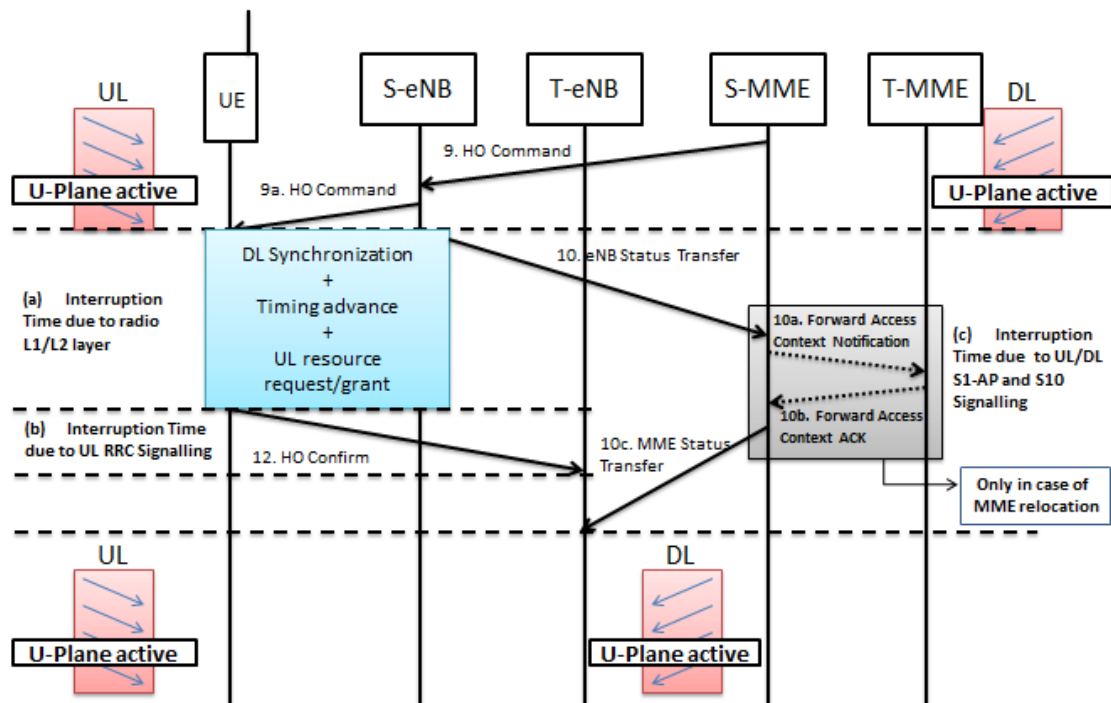 UE
S-eNB
T-eNB
S-MME
T-MME
UL
DL
U-Plane active
U-Plane active
9. HO Command
9a. HO Command
DL Synchronization
+
Timing advance
+
UL resource
request/grant
10. eNB Status Transfer
(a) Interruption
Time due to radio
L1/L2 layer
10a. Forward Access
Context Notification
(c) Interruption
Time due to UL/DL
S1-AP and S10
Signalling
10b. Forward Access
Context ACK
(b) Interruption Time
due to UL RRC Signalling
12. HO Confirm
10c. MME Status
Transfer
Only in case of
MME relocation
UL
DL
U-Plane active
U-Plane active